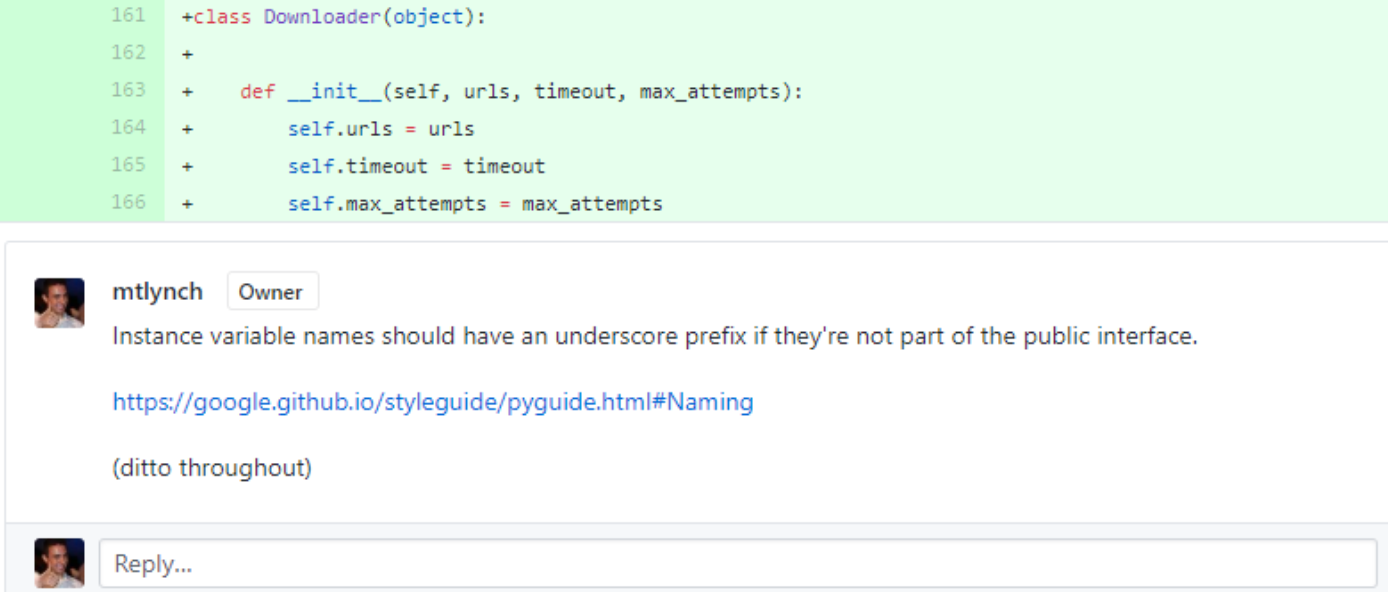 161 +class Downloader(object):
162 +
163 +    def __init__(self, urls, timeout, max_attempts):
164 +        self.urls = urls
165 +        self.timeout = timeout
166 +        self.max_attempts = max_attempts
mtlynch Owner
Instance variable names should have an underscore prefix if they're not part of the public interface.
https://google.github.io/styleguide/pyguide.html#Naming
(ditto throughout)
Reply...